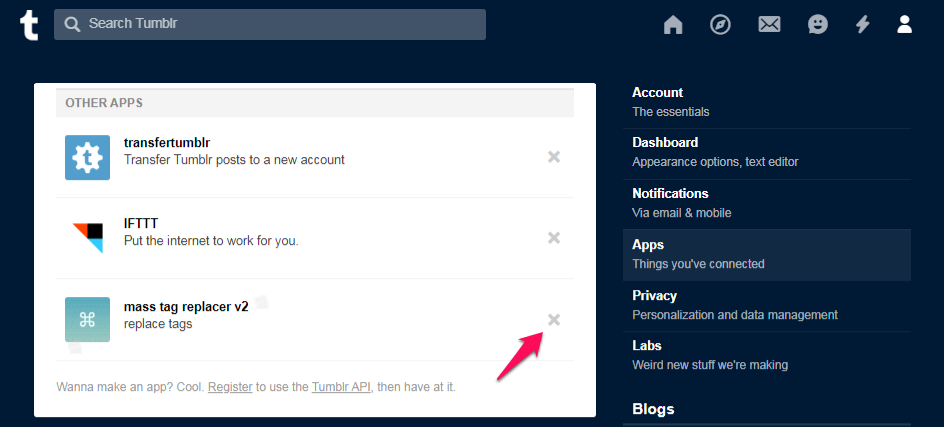 t
Search Tumblr
OTHER APPS
transfertumblr
Transfer Tumblr posts to a new account
IFTTT
Put the internet to work for you.
mass tag replacer v2
replace tags
Wanna make an app? Cool. Register to use the Tumblr API, then have at it.
Account
The essentials
Dashboard
Appearance options, text editor
Notifications
Via email & mobile
Apps
Things you've connected
Privacy
Personalization and data management
Labs
Weird new stuff we're making
Blogs